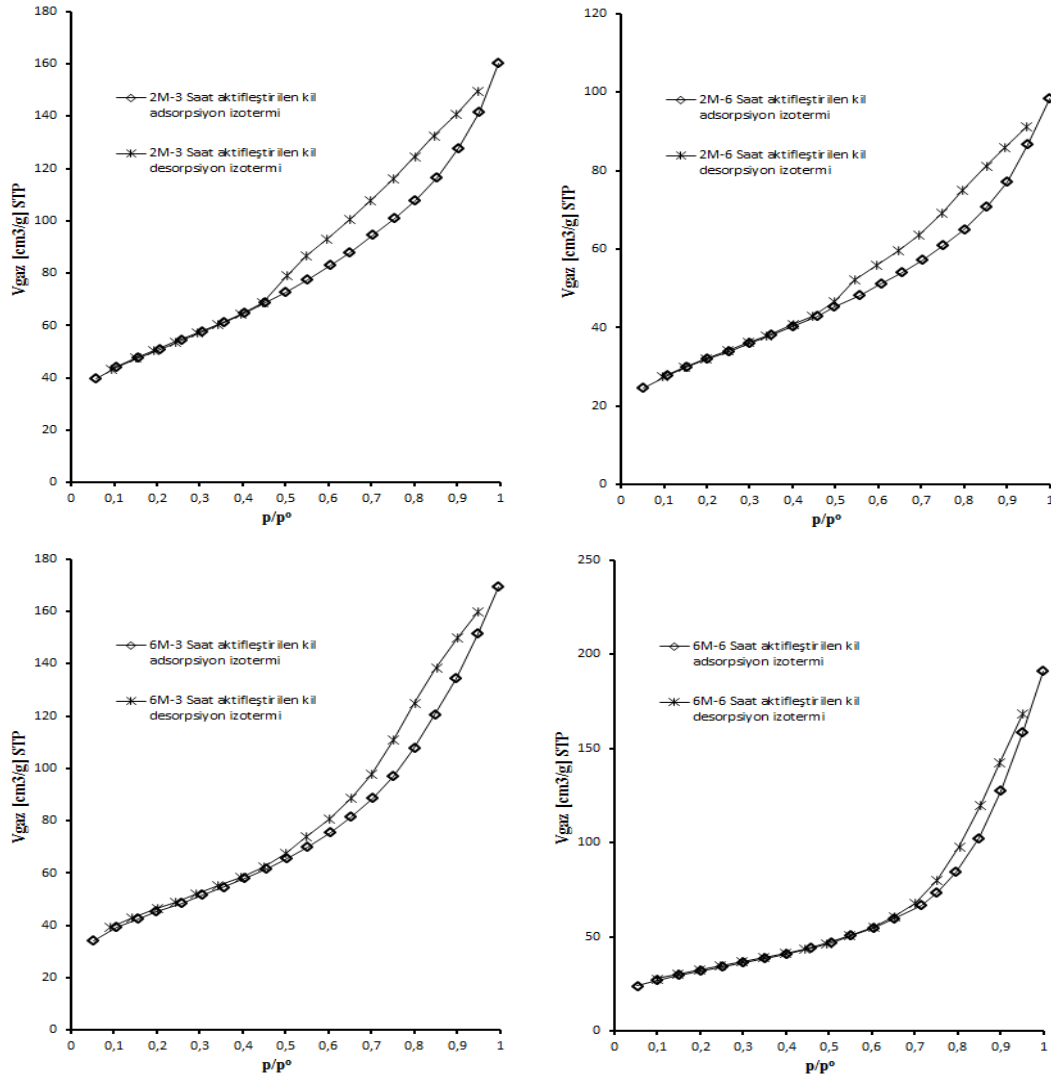 180
160
140
120
100
80
60
40
20
0
Vgaz [cm3/g] STP
2M-3 Saat aktifleştirilen kil
adsorpsiyon izotermi
2M-3 Saat aktifleştirilen kil
desorpsiyon izotermi
0 0,1 0,2 0,3 0,4 0,5 0,6 0,7 0,8 0,9 1
p/pº
120
100
80
60
40
20
0
Vgaz [cm3/g] STP
2M-6 Saat aktifleştirilen kil
adsorpsiyon izotermi
2M-6 Saat aktifleştirilen kil
desorpsiyon izotermi
0 0,1 0,2 0,3 0,4 0,5 0,6 0,7 0,8 0,9 1
p/pº
180
160
140
120
100
80
60
40
20
0
Vgaz [cm3/g] STP
6M-3 Saat aktifleştirilen kil
adsorpsiyon izotermi
6M-3 Saat aktifleştirilen kil
desorpsiyon izotermi
0 0,1 0,2 0,3 0,4 0,5 0,6 0,7 0,8 0,9 1
p/pº
250
200
150
100
50
0
Vgaz [cm3/g] STP
6M-6 Saat aktifleştirilen kil
adsorpsiyon izotermi
6M-6 Saat aktifleştirilen kil
desorpsiyon izotermi
0 0,1 0,2 0,3 0,4 0,5 0,6 0,7 0,8 0,9 1
p/pº